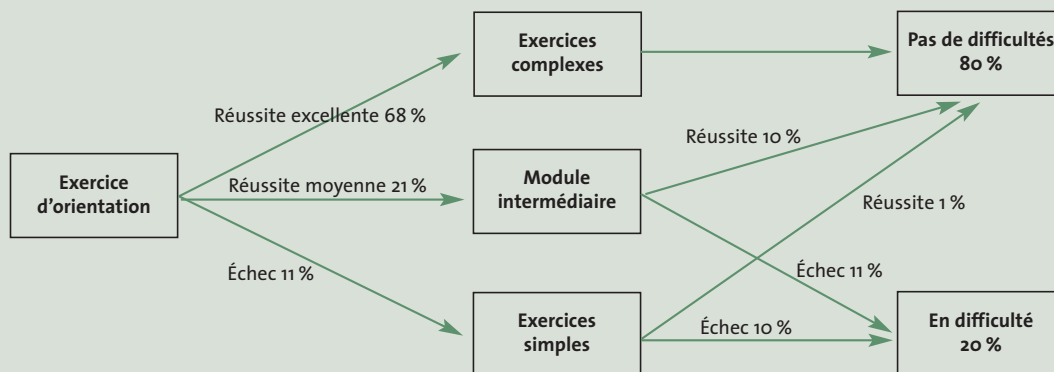 Exercices
complexes
Pas de difficultés
80 %
Réussite excellente 68 %
Réussite 10 %
Exercice
d'orientation
Réussite moyenne 21 %
Module
intermédiaire
Réussite 1 %
Échec 11 %
Échec 11 %
Exercices
simples
Échec 10 %
En difficulté
20 %